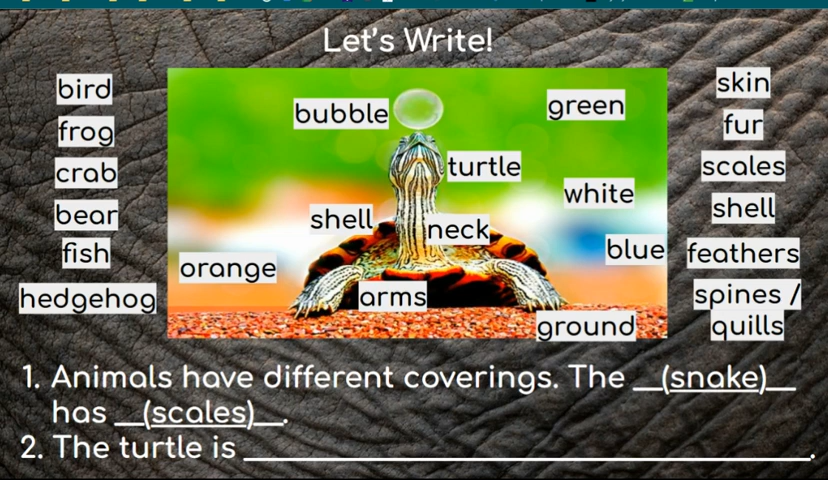 Let's Write!
bird
frog
crab
bear
fish
hedgehog
bubble
green
turtle
white
shell
neck
blue
orange
arms
ground
skin
fur
scales
shell
feathers
spines /
quills
1. Animals have different coverings. The __(snake)__
has __(scales)__.
2. The turtle is ______________________________.